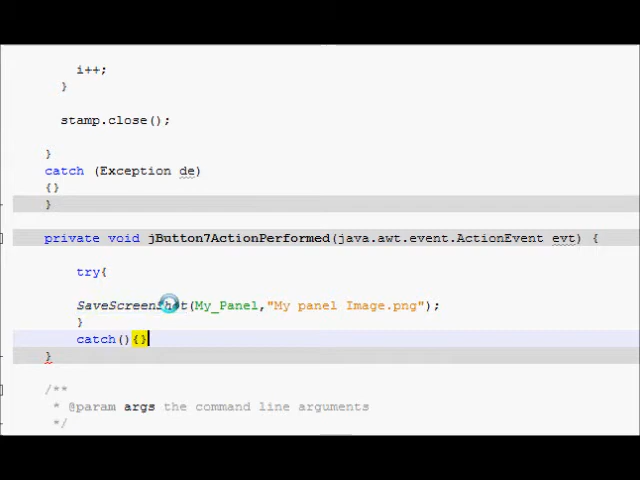 i++;
}
stamp.close();
}
catch (Exception de)
{}
}
private void jButton7ActionPerformed(java.awt.event.ActionEvent evt) {
try{
SaveScreenShot(My_Panel,"My panel Image.png");
}
catch(){}
}
/**
* @param args the command line arguments
*/